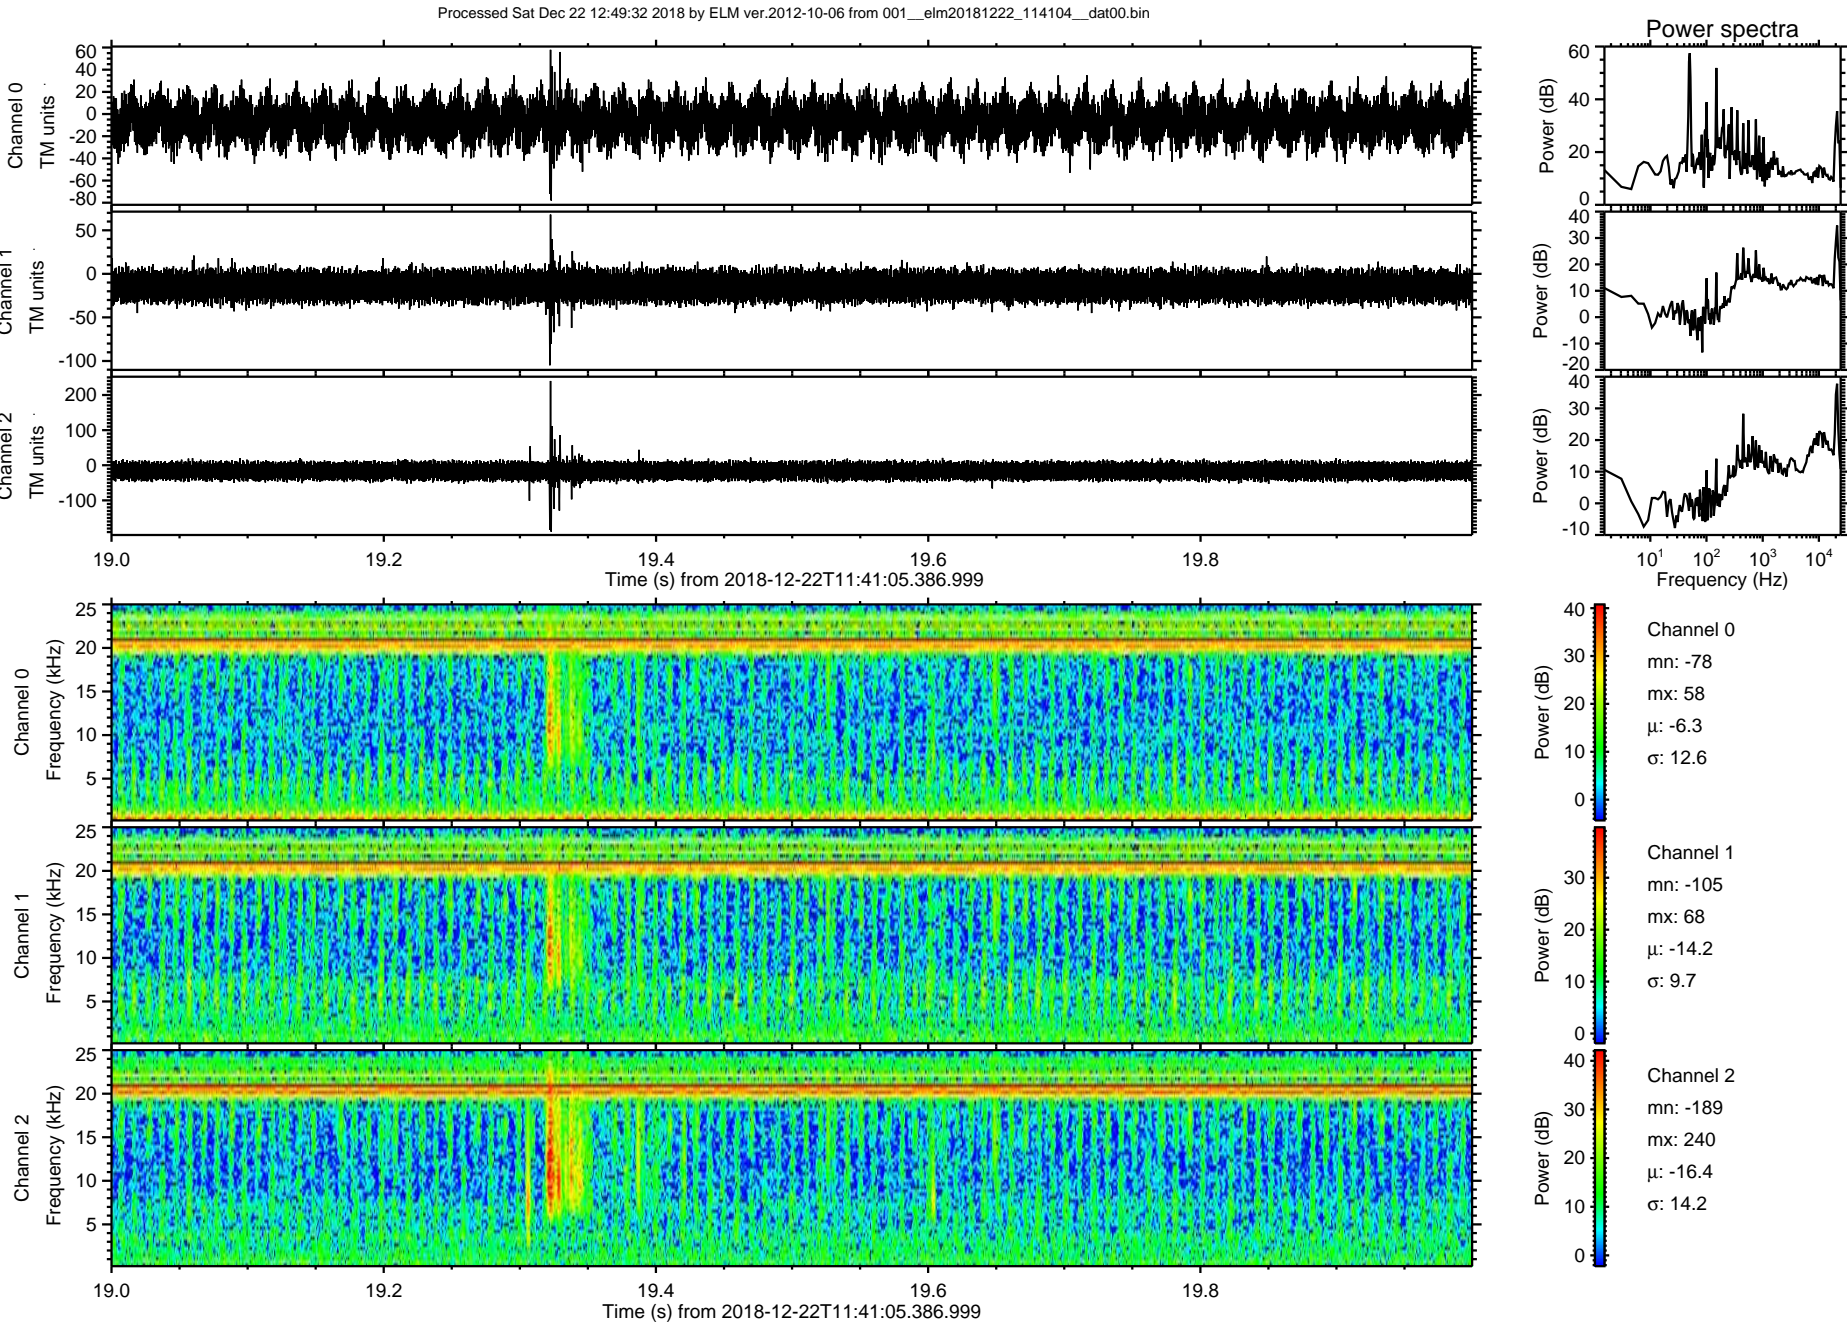 Processed Sat Dec 22 12:49:32 2018 by ELM ver.2012-10-06 from 001__elm20181222_114104__dat00.bin
Power spectra
Channel 0
TM units
60
40
20
0
-20
-40
-60
-80
Power (dB)
60
40
20
0
Channel 1
TM units
50
0
-50
-100
Power (dB)
40
30
20
10
0
-10
-20
Channel 2
TM units
200
100
0
-100
Power (dB)
40
30
20
10
0
-10
19.0 19.2 19.4 19.6 19.8
Time (s) from 2018-12-22T11:41:05.386.999
10¹ 10² 10³ 10⁴
Frequency (Hz)
Channel 0
Frequency (kHz)
25
20
15
10
5
Power (dB)
40
30
20
10
0
Channel 0
mn: -78
mx: 58
μ: -6.3
σ: 12.6
Channel 1
Frequency (kHz)
25
20
15
10
5
Power (dB)
30
20
10
0
Channel 1
mn: -105
mx: 68
μ: -14.2
σ: 9.7
Channel 2
Frequency (kHz)
25
20
15
10
5
Power (dB)
40
30
20
10
0
Channel 2
mn: -189
mx: 240
μ: -16.4
σ: 14.2
19.0 19.2 19.4 19.6 19.8
Time (s) from 2018-12-22T11:41:05.386.999